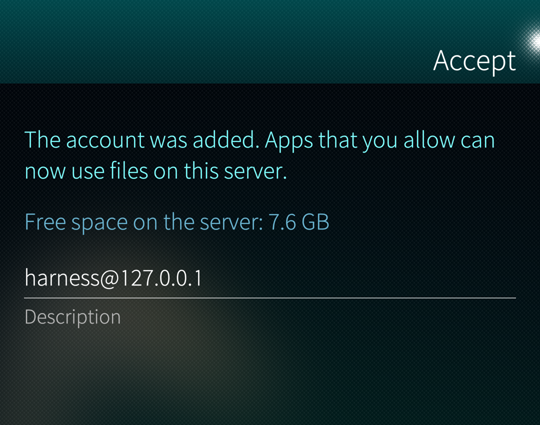 Accept
The account was added. Apps that you allow can
now use files on this server.
Free space on the server: 7.6 GB
harness@127.0.0.1
Description